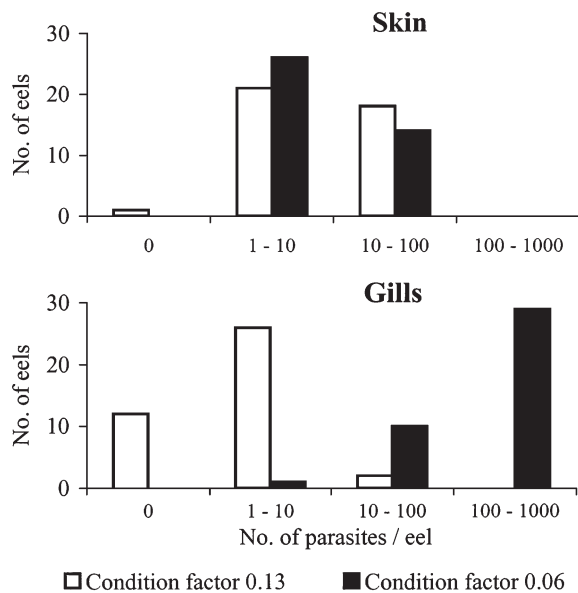 Skin
No. of eels
30
20
10
0
0 1 - 10 10 - 100 100 - 1000
Gills
No. of eels
30
20
10
0
0 1 - 10 10 - 100 100 - 1000
No. of parasites / eel
Condition factor 0.13 Condition factor 0.06